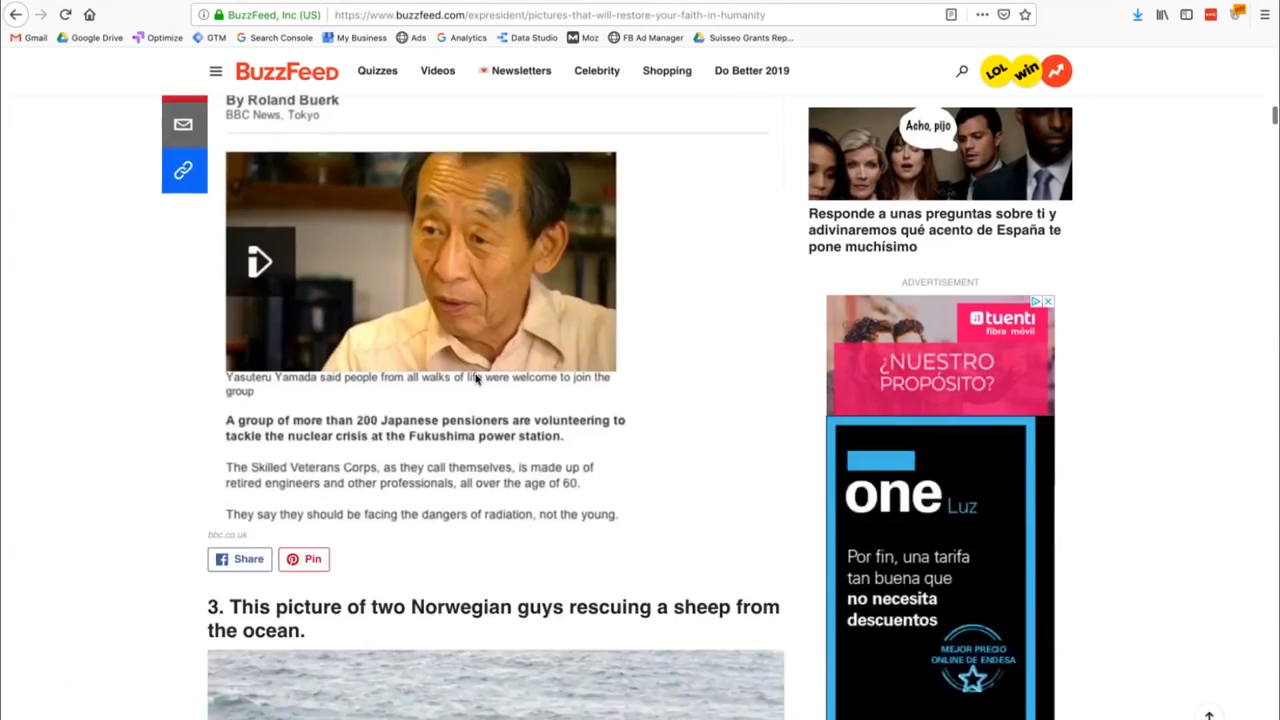 BuzzFeed, Inc (US)
https://www.buzzfeed.com/expresident/pictures-that-will-restore-your-faith-in-humanity
Gmail
Google Drive
Optimize
GTM
Search Console
My Business
Ads
Analytics
Data Studio
Moz
FB Ad Manager
Suisseo Grants Rep...
off
BuzzFeed
Quizzes
Videos
Newsletters
Celebrity
Shopping
Do Better 2019
LOL
win
By Roland Buerk
BBC News, Tokyo
Yasuteru Yamada said people from all walks of life were welcome to join the
group
A group of more than 200 Japanese pensioners are volunteering to
tackle the nuclear crisis at the Fukushima power station.
The Skilled Veterans Corps, as they call themselves, is made up of
retired engineers and other professionals, all over the age of 60.
They say they should be facing the dangers of radiation, not the young.
bbc.co.uk
Share
Pin
3. This picture of two Norwegian guys rescuing a sheep from
the ocean.
Acho, pijo
Responde a unas preguntas sobre ti y
adivinaremos qué acento de España te
pone muchísimo
ADVERTISEMENT
tuenti
fibra móvil
¿NUESTRO
PROPÓSITO?
one Luz
Por fin, una tarifa
tan buena que
no necesita
descuentos
MEJOR PRECIO
ONLINE DE ENDESA